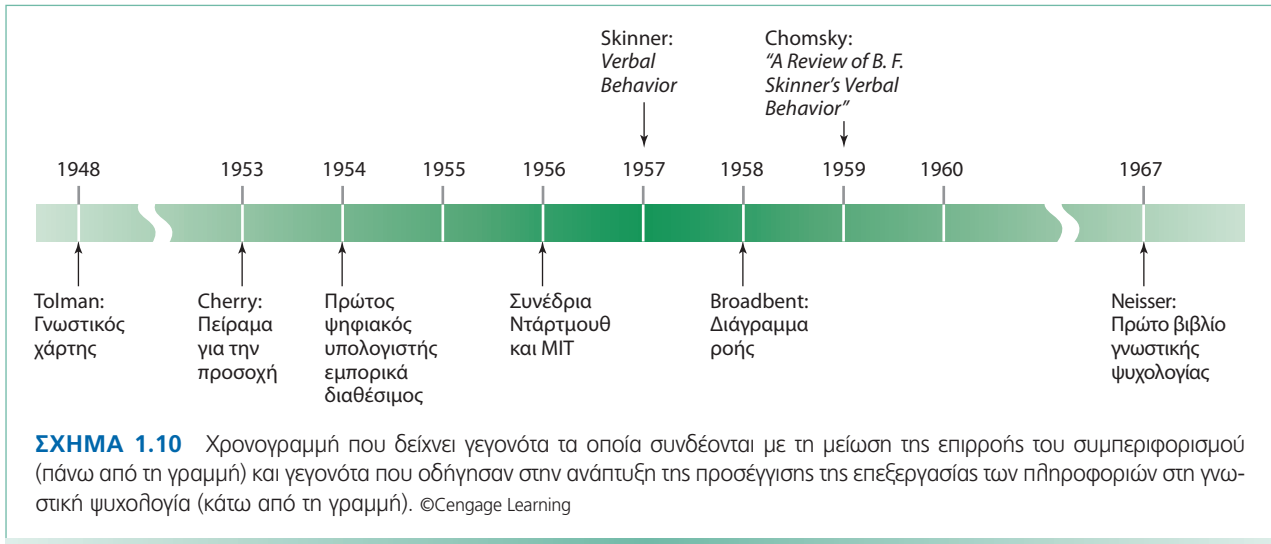 Skinner:
Verbal
Behavior
Chomsky:
“A Review of B. F.
Skinner’s Verbal
Behavior”
1948 1953 1954 1955 1956 1957 1958 1959 1960 1967
Tolman:
Γνωστικός
χάρτης
Cherry:
Πείραμα
για την
προσοχή
Πρώτος
ψηφιακός
υπολογιστής
εμπορικά
διαθέσιμος
Συνέδρια
Ντάρτμουθ
και ΜΙΤ
Broadbent:
Διάγραμμα
ροής
Neisser:
Πρώτο βιβλίο
γνωστικής
ψυχολογίας
ΣΧΗΜΑ 1.10 Χρονογραμμή που δείχνει γεγονότα τα οποία συνδέονται με τη μείωση της επιρροής του συμπεριφορισμού
(πάνω από τη γραμμή) και γεγονότα που οδήγησαν στην ανάπτυξη της προσέγγισης της επεξεργασίας των πληροφοριών στη γνω-
στική ψυχολογία (κάτω από τη γραμμή). ©Cengage Learning